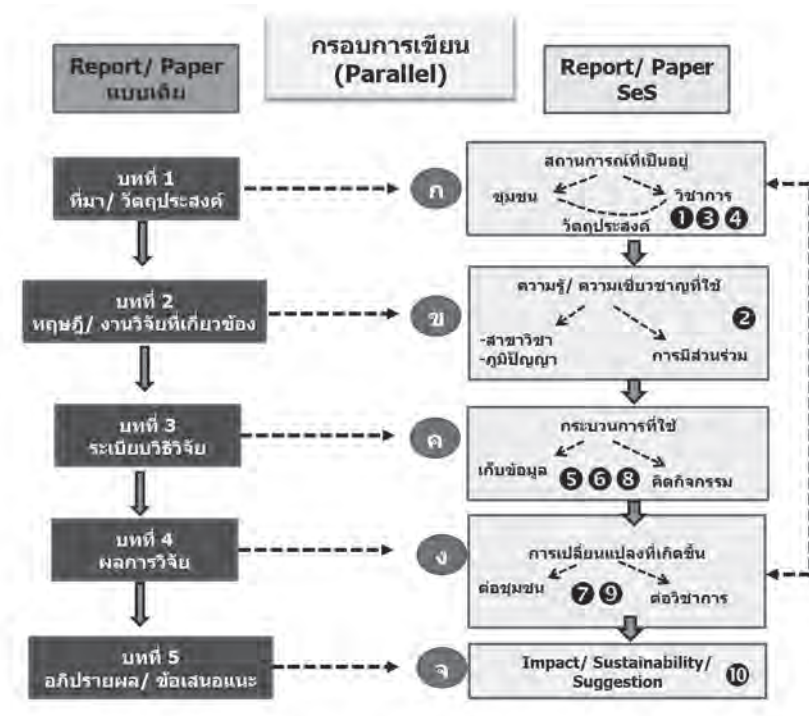 กรอบการเขียน
(Parallel)
Report/ Paper
แบบเดิม
Report/ Paper
SeS
บทที่ 1
ที่มา/ วัตถุประสงค์
ก
สถานการณ์ที่เป็นอยู่
ชุมชน
วิชาการ
วัตถุประสงค์
❶ ❸ ❹
บทที่ 2
ทฤษฎี/ งานวิจัยที่เกี่ยวข้อง
ข
ความรู้/ ความเชี่ยวชาญที่ใช้
❷
-สาขาวิชา
-ภูมิปัญญา
การมีส่วนร่วม
บทที่ 3
ระเบียบวิธีวิจัย
ค
กระบวนการที่ใช้
เก็บข้อมูล
❺ ❻ ❽
คิดกิจกรรม
บทที่ 4
ผลการวิจัย
ง
การเปลี่ยนแปลงที่เกิดขึ้น
ต่อชุมชน
❼ ❾
ต่อวิชาการ
บทที่ 5
อภิปรายผล/ ข้อเสนอแนะ
จ
Impact/ Sustainability/
Suggestion
❿